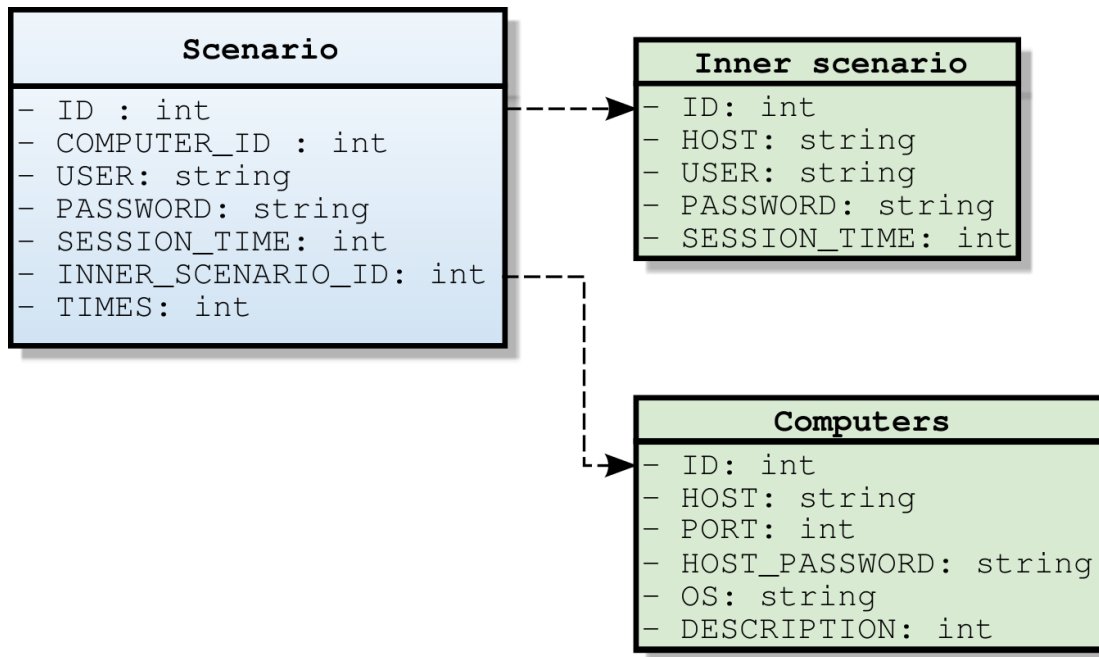 Scenario
- ID : int
- COMPUTER_ID : int
- USER: string
- PASSWORD: string
- SESSION_TIME: int
- INNER_SCENARIO_ID: int
- TIMES: int
Inner scenario
- ID: int
- HOST: string
- USER: string
- PASSWORD: string
- SESSION_TIME: int
Computers
- ID: int
- HOST: string
- PORT: int
- HOST_PASSWORD: string
- OS: string
- DESCRIPTION: int